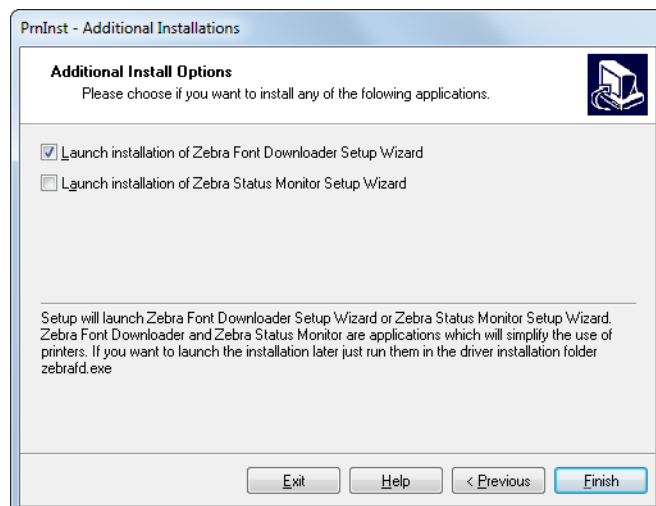 PrnInst - Additional Installations
Additional Install Options
Please choose if you want to install any of the folowing applications.
Launch installation of Zebra Font Downloader Setup Wizard
Launch installation of Zebra Status Monitor Setup Wizard
Setup will launch Zebra Font Downloader Setup Wizard or Zebra Status Monitor Setup Wizard.
Zebra Font Downloader and Zebra Status Monitor are applications which will simplify the use of
printers. If you want to launch the installation later just run them in the driver installation folder
zebrafd.exe
Exit
Help
< Previous
Finish